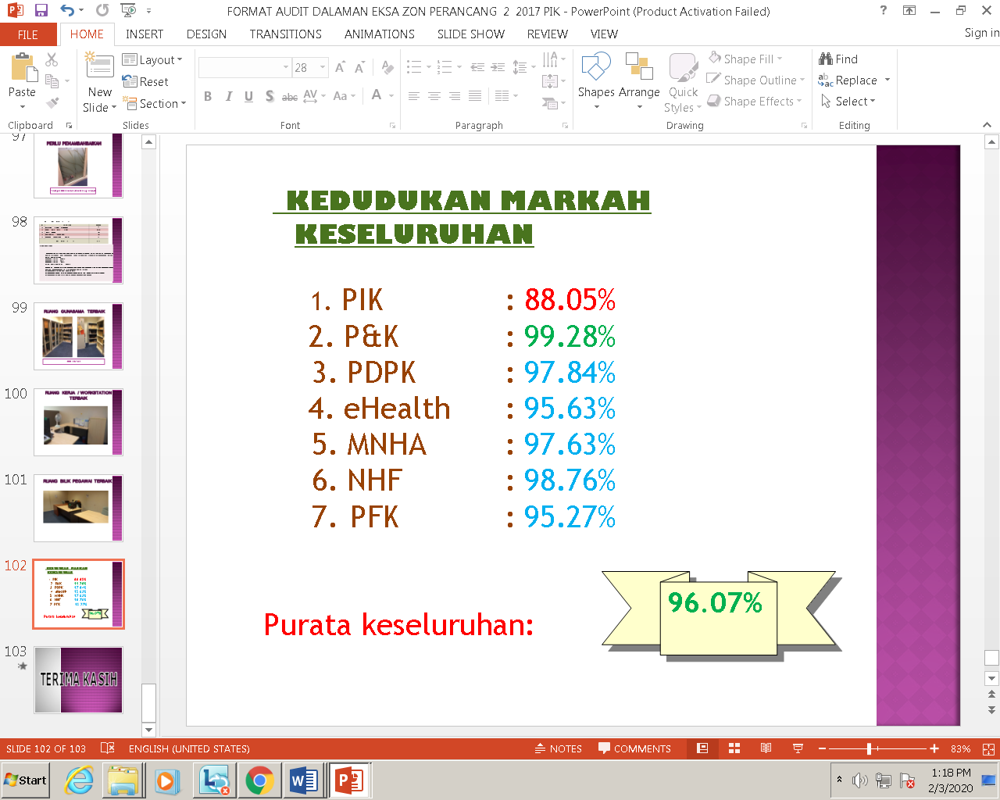 FORMAT AUDIT DALAMAN EKSA ZON PERANCANG 2 2017 PIK - PowerPoint (Product Activation Failed)
FILE HOME INSERT DESIGN TRANSITIONS ANIMATIONS SLIDE SHOW REVIEW VIEW Sign in
Paste
New Slide
Layout
Reset
Section
28
B I U S abc AV Aa A
Shapes Arrange Quick Styles
Shape Fill
Shape Outline
Shape Effects
Find
Replace
Select
Clipboard Slides Font Paragraph Drawing Editing
97
PERLU PENAMBAHBAIKAN
98
99
RUANG GUNASAMA TERBAIK
100
RUANG KERJA / WORKSTATION TERBAIK
101
RUANG BILIK PEGAWAI TERBAIK
102
103
TERIMA KASIH
KEDUDUKAN MARKAH
KESELURUHAN
1. PIK : 88.05%
2. P&K : 99.28%
3. PDPK : 97.84%
4. eHealth : 95.63%
5. MNHA : 97.63%
6. NHF : 98.76%
7. PFK : 95.27%
Purata keseluruhan:
96.07%
SLIDE 102 OF 103 ENGLISH (UNITED STATES) NOTES COMMENTS 83%
Start
1:18 PM
2/3/2020